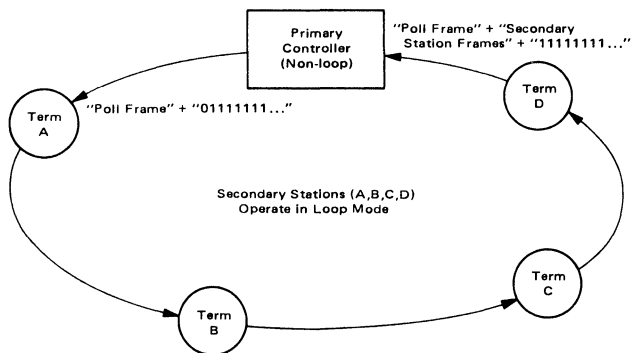 Primary
Controller
(Non-loop)
"Poll Frame" + "Secondary
Station Frames" + "11111111..."
Term
A
"Poll Frame" + "01111111..."
Term
D
Secondary Stations (A,B,C,D)
Operate in Loop Mode
Term
C
Term
B